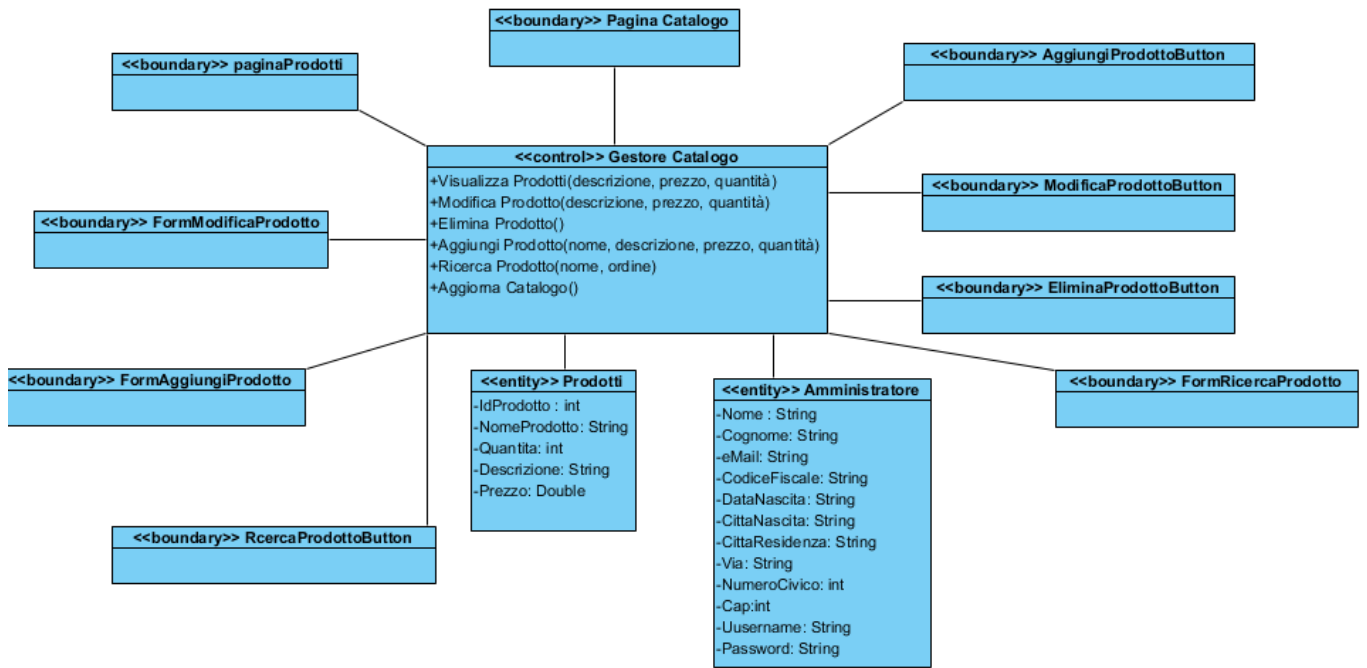 <<boundary>> Pagina Catalogo
<<boundary>> paginaProdotti
<<boundary>> AggiungiProdottoButton
<<control>> Gestore Catalogo
+Visualizza Prodotti(descrizione, prezzo, quantità)
+Modifica Prodotto(descrizione, prezzo, quantità)
+Elimina Prodotto()
+Aggiungi Prodotto(nome, descrizione, prezzo, quantità)
+Ricerca Prodotto(nome, ordine)
+Aggiorna Catalogo()
<<boundary>> ModificaProdottoButton
<<boundary>> FormModificaProdotto
<<boundary>> EliminaProdottoButton
<<boundary>> FormAggiungiProdotto
<<entity>> Prodotti
-IdProdotto : int
-NomeProdotto: String
-Quantita: int
-Descrizione: String
-Prezzo: Double
<<entity>> Amministratore
-Nome : String
-Cognome: String
-eMail: String
-CodiceFiscale: String
-DataNascita: String
-CittaNascita: String
-CittaResidenza: String
-Via: String
-NumeroCivico: int
-Cap:int
-Uusername: String
-Password: String
<<boundary>> FormRicercaProdotto
<<boundary>> RcercaProdottoButton